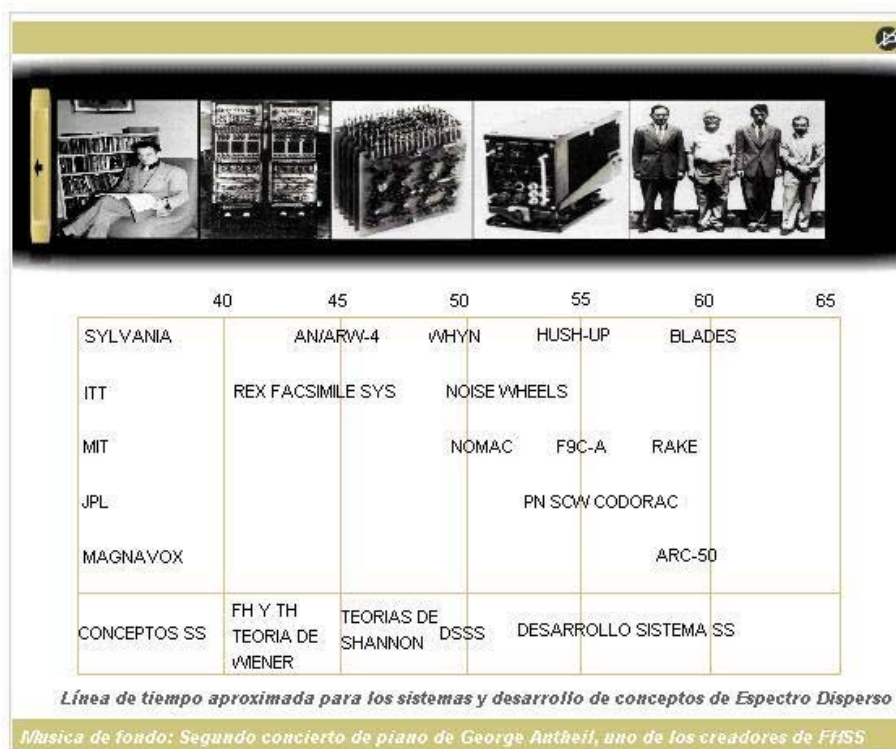 40 45 50 55 60 65
SYLVANIA AN/ARW-4 WHYN HUSH-UP BLADES
ITT REX FACSIMILE SYS NOISE WHEELS
MIT NOMAC F9C-A RAKE
JPL PN SCW CODORAC
MAGNAVOX ARC-50
CONCEPTOS SS
FH Y TH
TEORIA DE
WIENER
TEORIAS DE
SHANNON
DSSS
DESARROLLO SISTEMA SS
Línea de tiempo aproximada para los sistemas y desarrollo de conceptos de Espectro Disperso
Musica de fondo: Segundo concierto de piano de George Antheil, uno de los creadores de FHSS